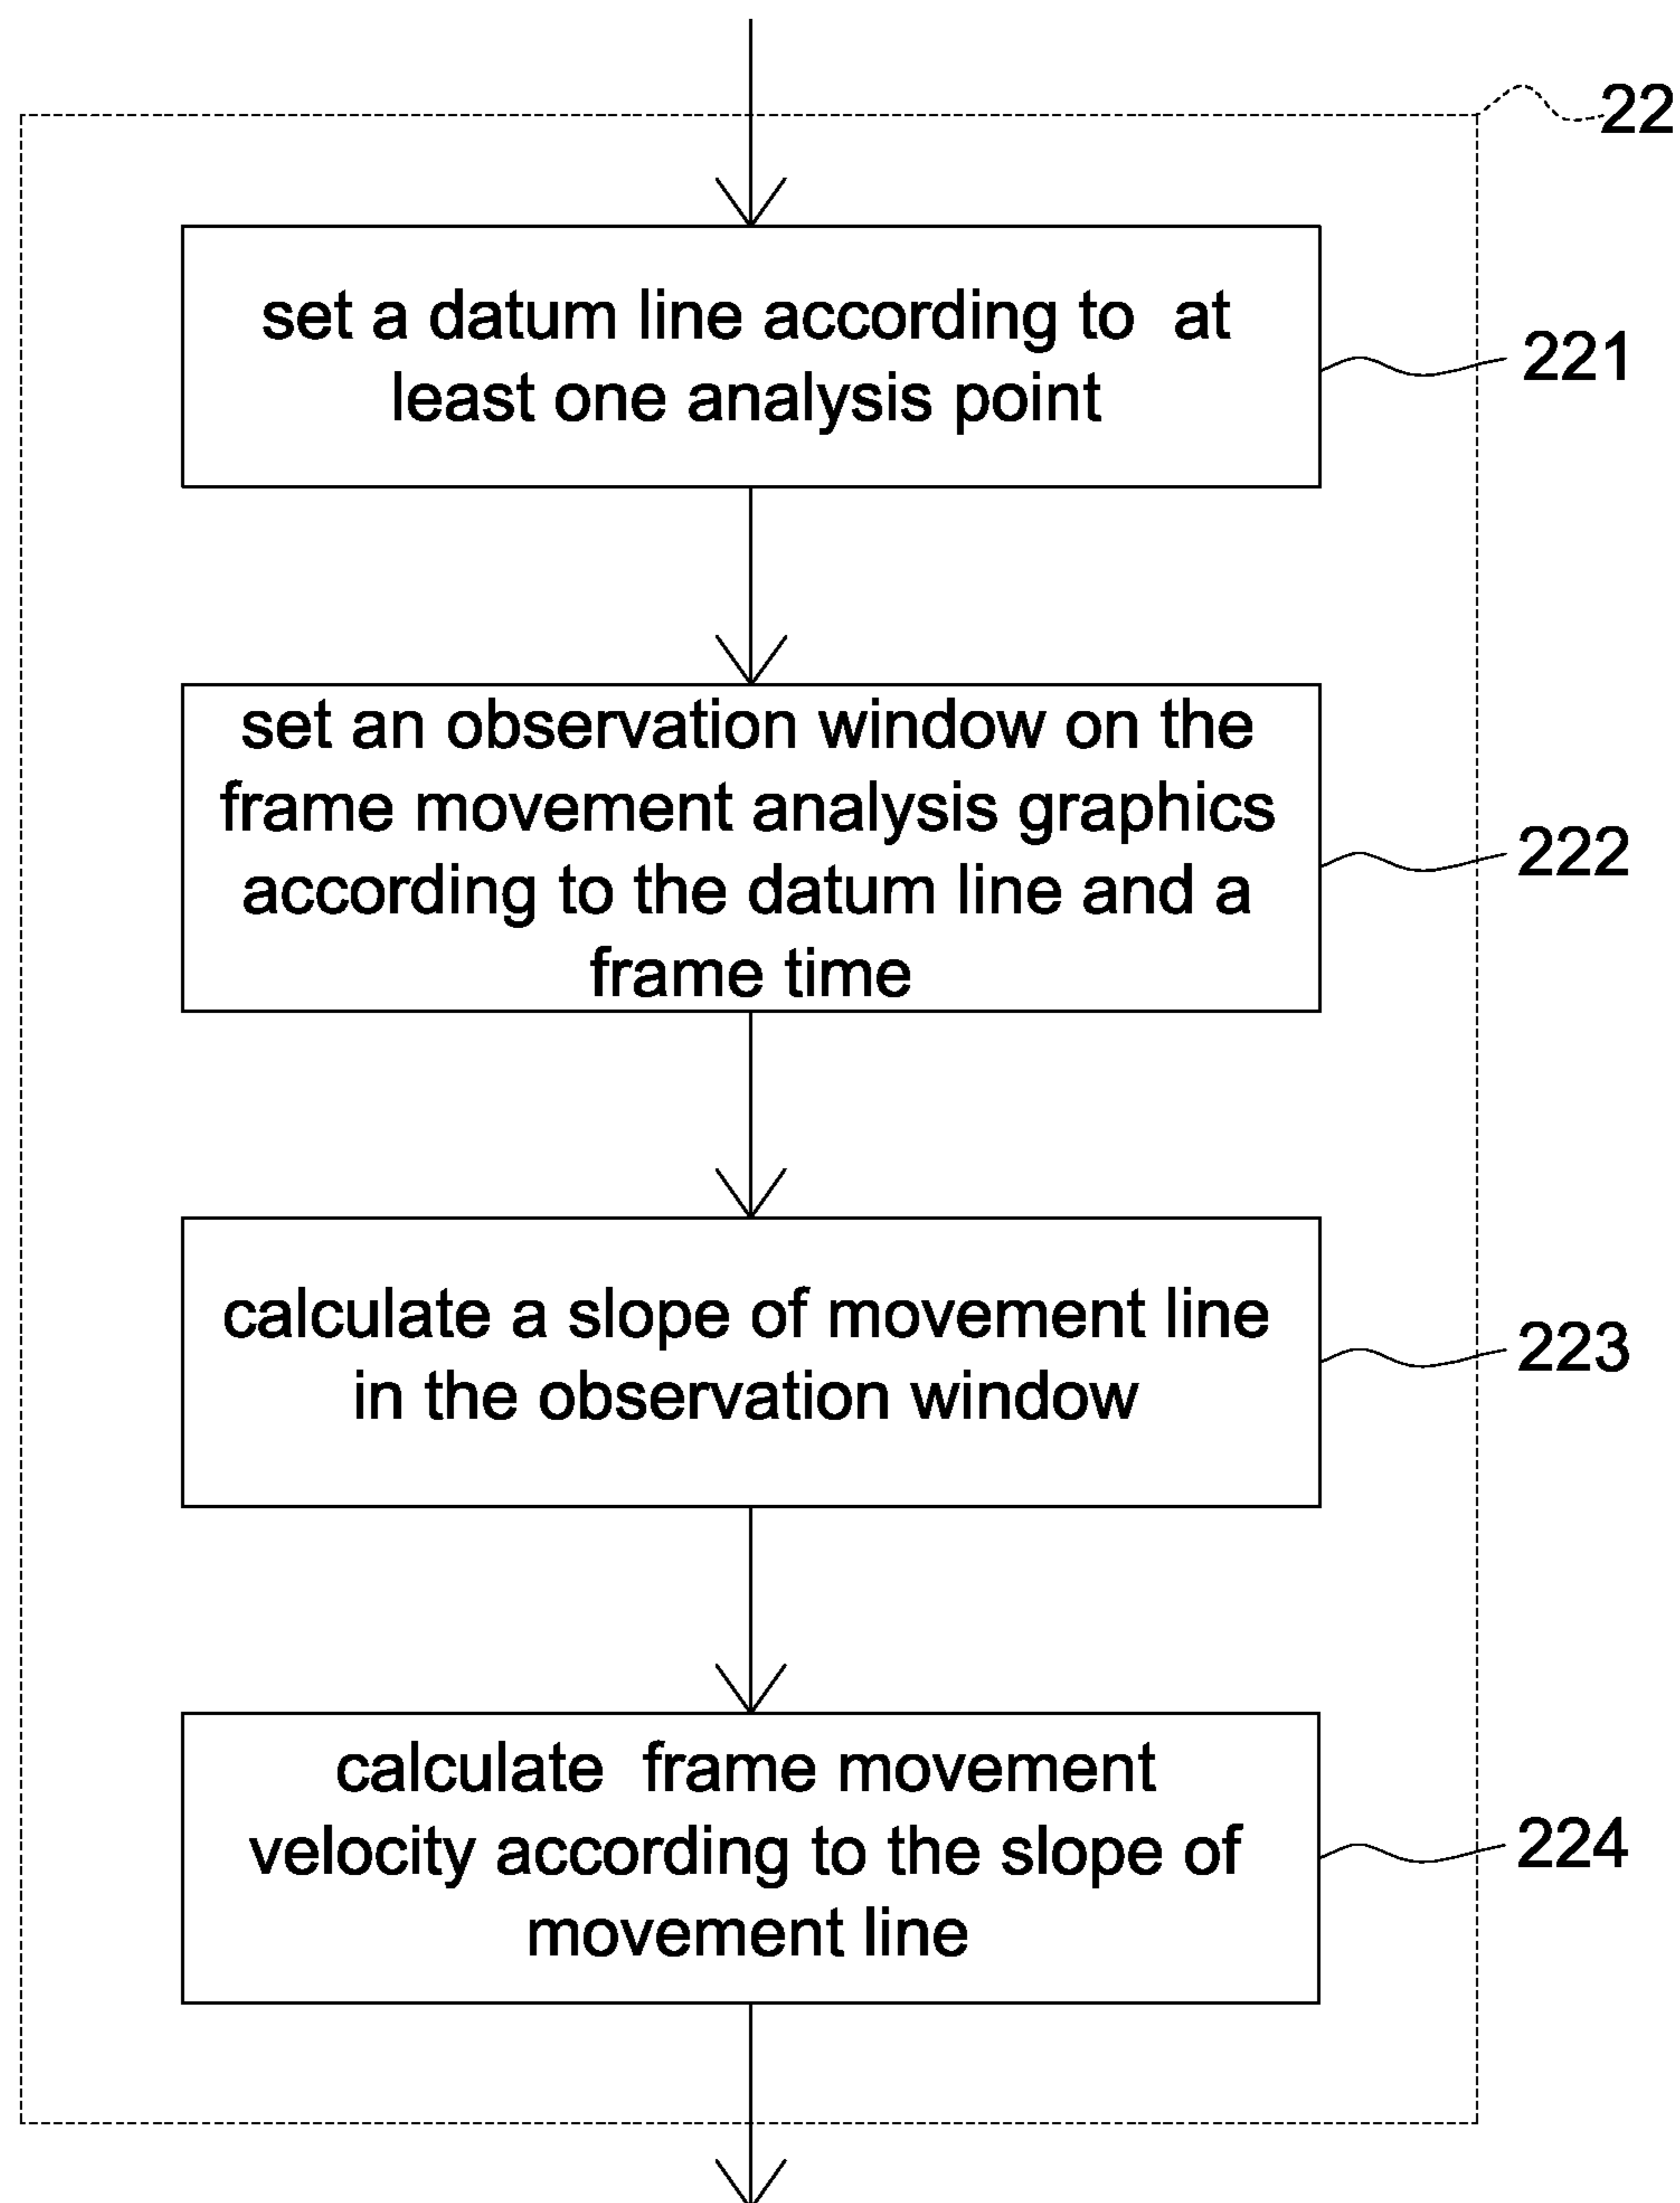 22
set a datum line according to at
least one analysis point
221
set an observation window on the
frame movement analysis graphics
according to the datum line and a
frame time
222
calculate a slope of movement line
in the observation window
223
calculate frame movement
velocity according to the slope of
movement line
224